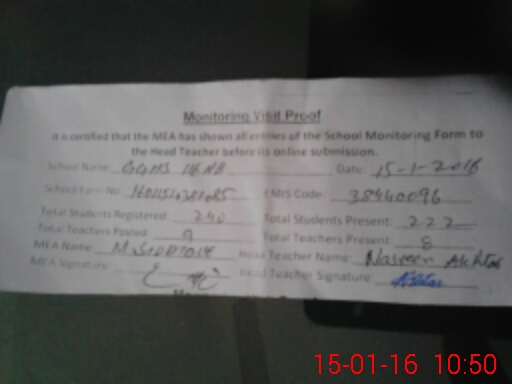 Monitoring Visit Proof
It is certified that the MEA has shown all entries of the School Monitoring Form to
the Head Teacher before its online submission.
School Name: GGHS Date: 15-1-2016
School Form No EMIS Code: 38440096
Total Students Registered: 240 Total Students Present: 222
Total Teachers Posted: 9 Total Teachers Present: 8
MEA Name: M. Head Teacher Name: Nasreen Akhtar
MEA Signature: Head Teacher Signature:
15-01-16 10:50